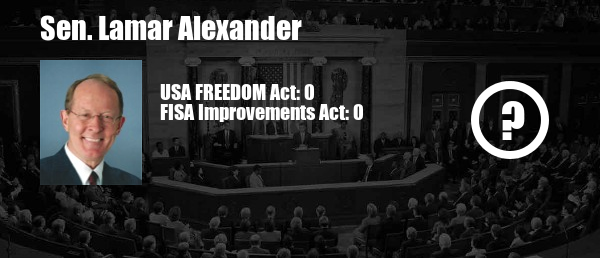 Sen. Lamar Alexander
USA FREEDOM Act: 0
FISA Improvements Act: 0
?